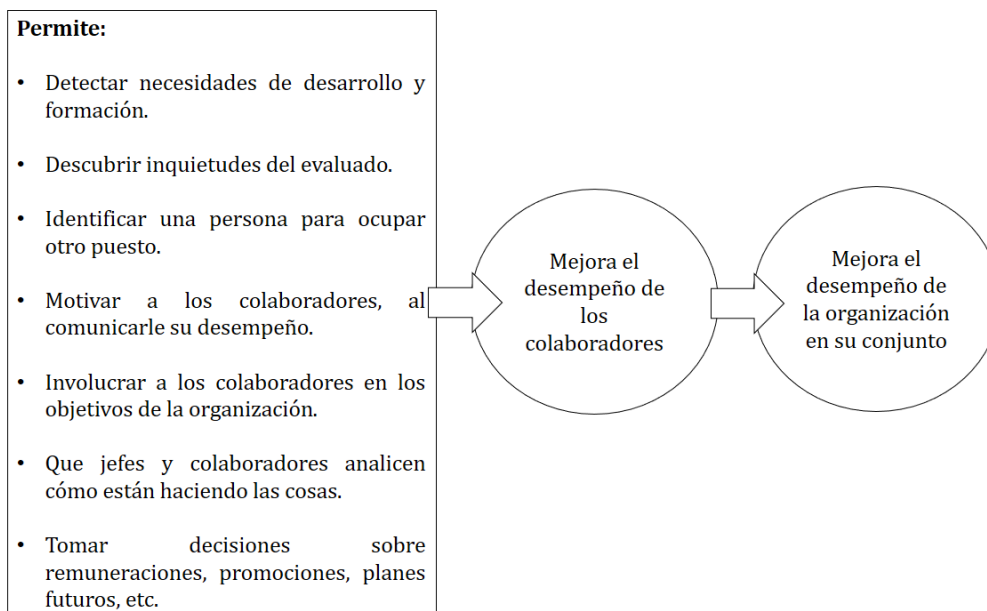 Permite:
• Detectar necesidades de desarrollo y
formación.
• Descubrir inquietudes del evaluado.
• Identificar una persona para ocupar
otro puesto.
• Motivar a los colaboradores, al
comunicarle su desempeño.
• Involucrar a los colaboradores en los
objetivos de la organización.
• Que jefes y colaboradores analicen
cómo están haciendo las cosas.
• Tomar decisiones sobre
remuneraciones, promociones, planes
futuros, etc.
Mejora el
desempeño de
los
colaboradores
Mejora el
desempeño de
la organización
en su conjunto